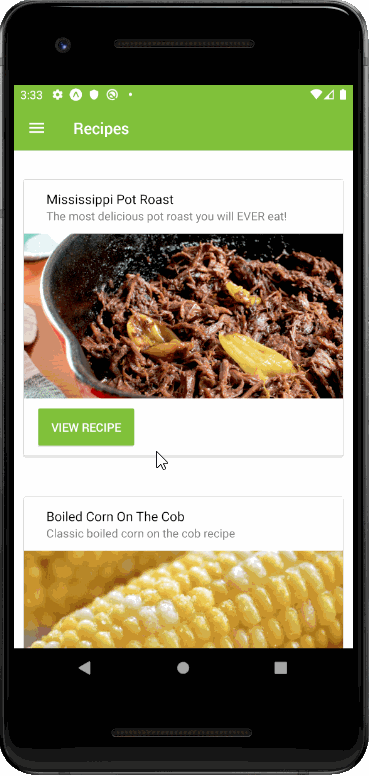 3:33
Recipes
Mississippi Pot Roast
The most delicious pot roast you will EVER eat!
VIEW RECIPE
Boiled Corn On The Cob
Classic boiled corn on the cob recipe